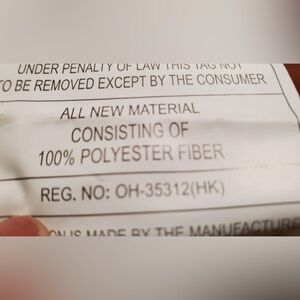 UNDER PENALTY OF LAW THIS TAG NOT
TO BE REMOVED EXCEPT BY THE CONSUMER
ALL NEW MATERIAL
CONSISTING OF
100% POLYESTER FIBER
REG. NO: OH-35312(HK)
IS MADE BY THE MANUFACTURE